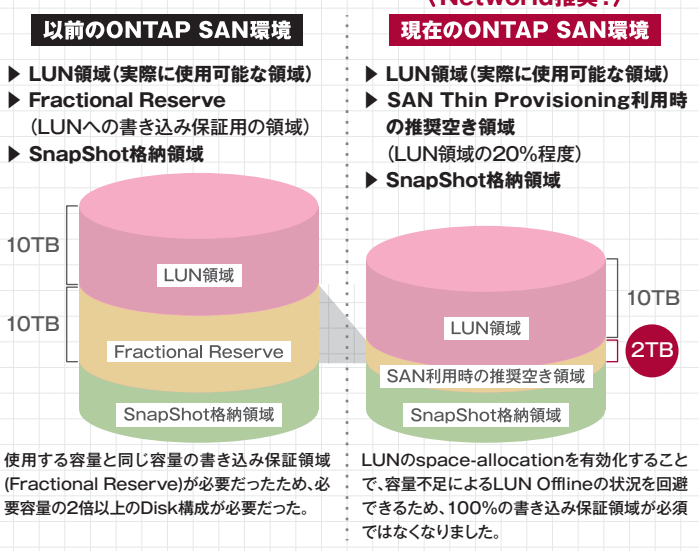 (Networld推奨!)
以前のONTAP SAN環境
▶ LUN領域(実際に使用可能な領域)
▶ Fractional Reserve
(LUNへの書き込み保証用の領域)
▶ SnapShot格納領域
10TB
10TB
LUN領域
Fractional Reserve
SnapShot格納領域
使用する容量と同じ容量の書き込み保証領域
(Fractional Reserve)が必要だったため、必
要容量の2倍以上のDisk構成が必要だった。
現在のONTAP SAN環境
▶ LUN領域(実際に使用可能な領域)
▶ SAN Thin Provisioning利用時
の推奨空き領域
(LUN領域の20%程度)
▶ SnapShot格納領域
LUN領域
SAN利用時の推奨空き領域
SnapShot格納領域
10TB
2TB
LUNのspace-allocationを有効化すること
で、容量不足によるLUN Offlineの状況を回避
できるため、100%の書き込み保証領域が必須
ではなくなりました。